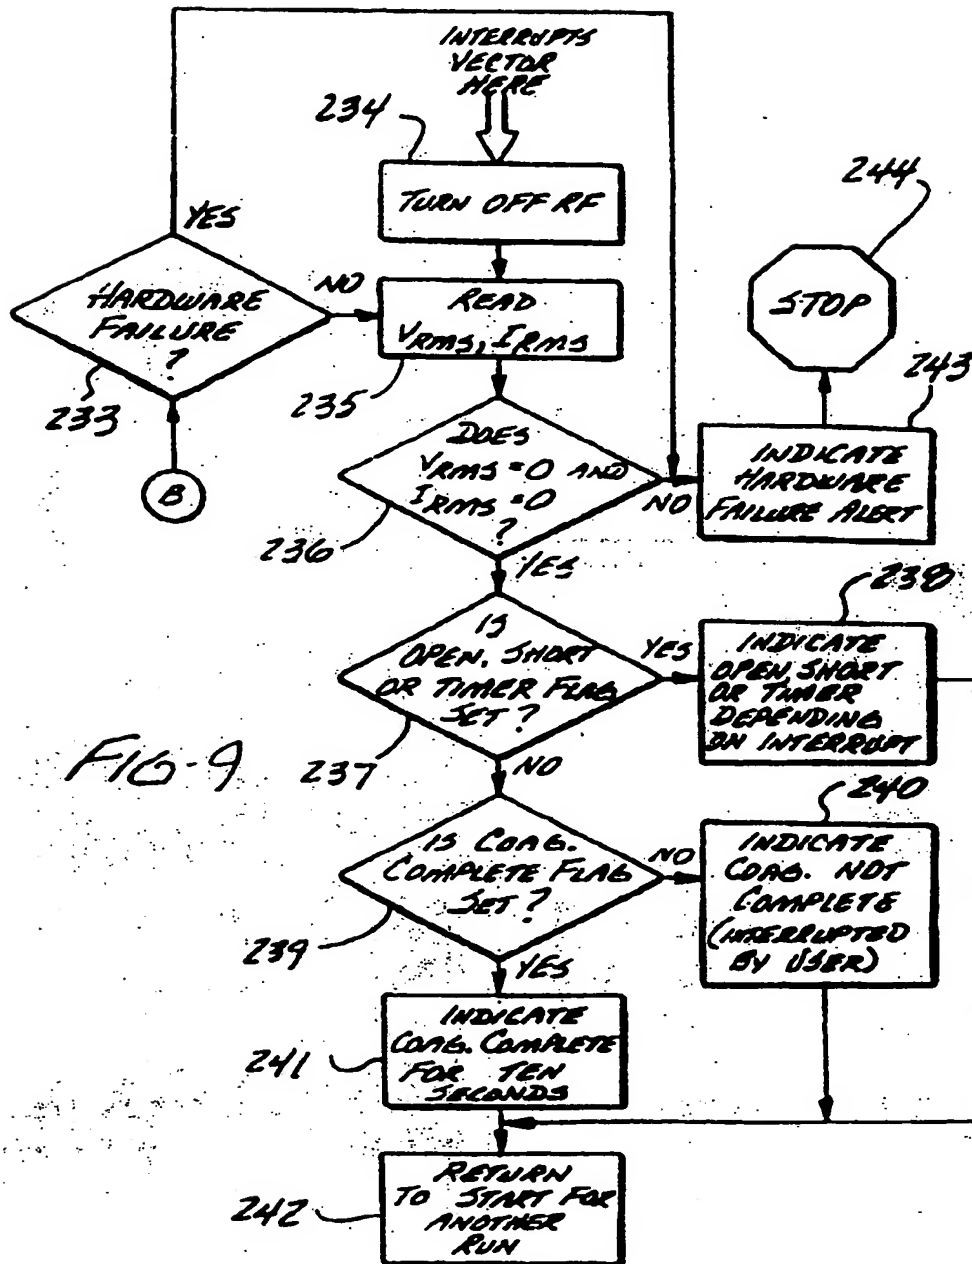 INTERRUPTS
VECTOR
HERE
234
TURN OFF RF
244
STOP
YES
HARDWARE
FAILURE
?
233
NO
READ
VRMS, IRMS
235
243
B
DOES
VRMS = 0 AND
IRMS = 0
?
236
NO
INDICATE
HARDWARE
FAILURE ALERT
YES
238
IS
OPEN, SHORT
OR TIMER FLAG
SET?
237
YES
INDICATE
OPEN, SHORT
OR TIMER
DEPENDING
ON INTERRUPT
FIG-9
NO
240
IS COAG.
COMPLETE FLAG
SET?
239
NO
INDICATE
COAG. NOT
COMPLETE
(INTERRUPTED
BY USER)
YES
INDICATE
COAG. COMPLETE
FOR TEN
SECONDS
241
RETURN
TO START FOR
ANOTHER
RUN
242